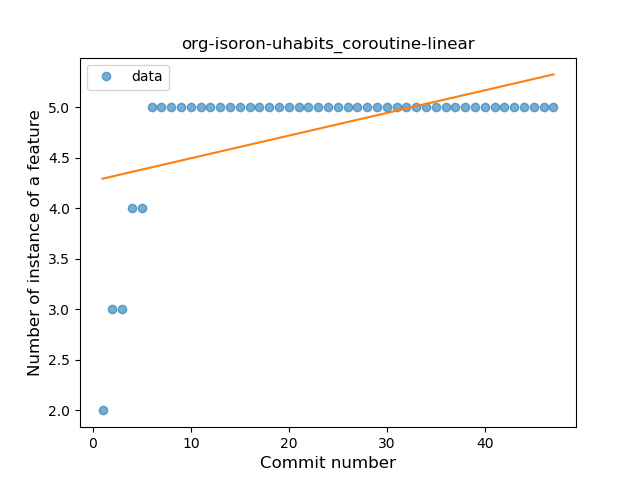 org-isoron-uhabits_coroutine-linear
data
5.0
4.5
4.0
3.5
3.0
2.5
2.0
Number of instance of a feature
0 10 20 30 40
Commit number